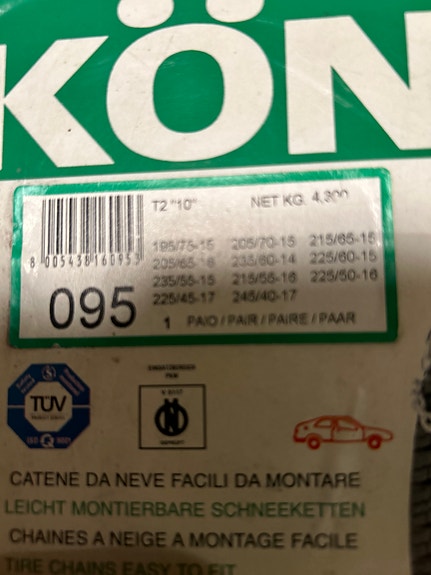 KÖN
T2 "10" NET KG. 4,300
195/75-15 205/70-15 215/65-15
205/65-16 235/60-14 225/60-15
235/55-15 215/55-16 225/50-16
225/45-17 245/40-17
8 005438 160953
095
1 PAIO / PAIR / PAIRE / PAAR
TÜV
ISO 9001
V 5117
CATENE DA NEVE FACILI DA MONTARE
LEICHT MONTIERBARE SCHNEEKETTEN
CHAINES A NEIGE A MONTAGE FACILE
TIRE CHAINS EASY TO FIT